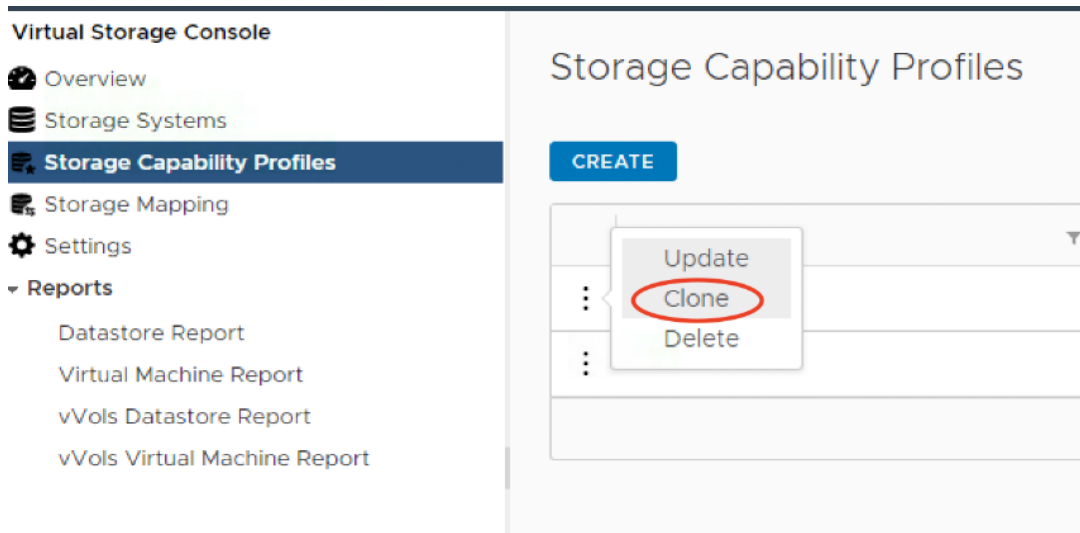 Virtual Storage Console
Overview
Storage Systems
Storage Capability Profiles
Storage Mapping
Settings
Reports
Datastore Report
Virtual Machine Report
vVols Datastore Report
vVols Virtual Machine Report
Storage Capability Profiles
CREATE
Update
Clone
Delete